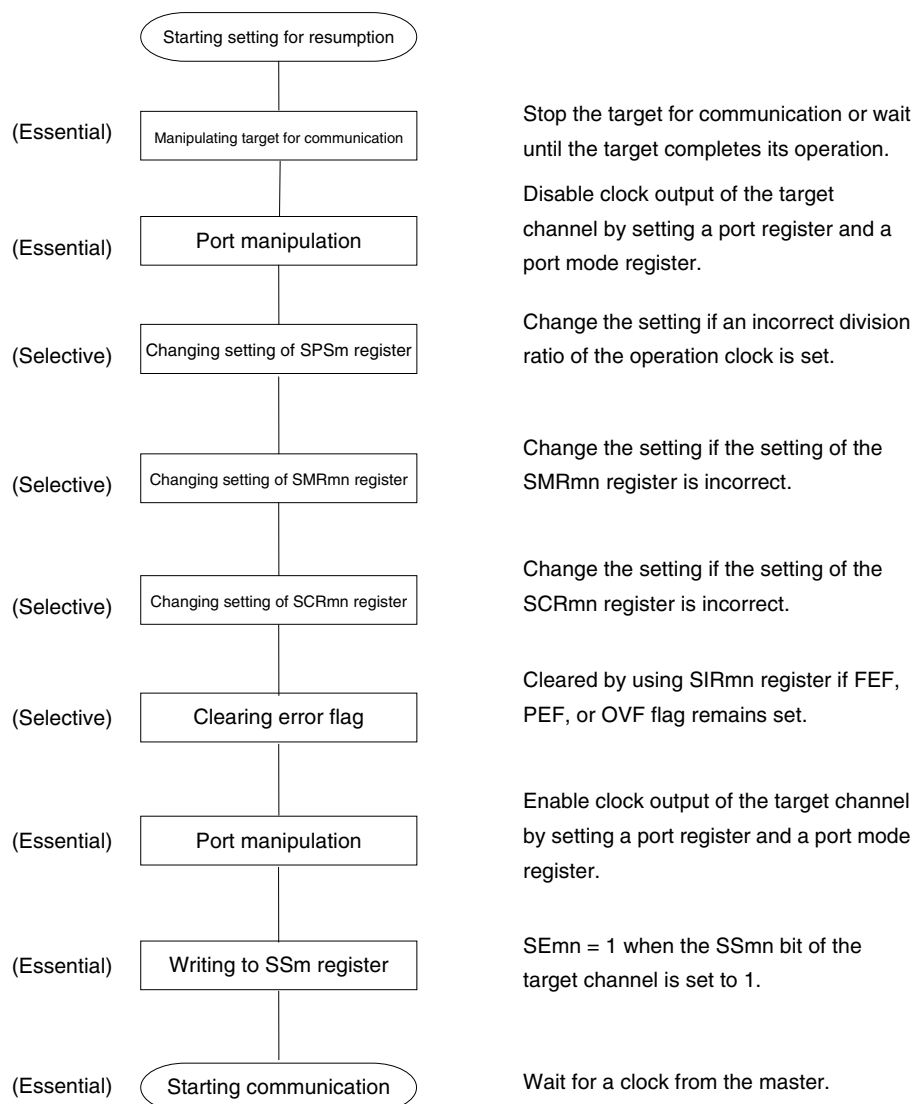 Starting setting for resumption
(Essential)
Manipulating target for communication
Stop the target for communication or wait
until the target completes its operation.
(Essential)
Port manipulation
Disable clock output of the target
channel by setting a port register and a
port mode register.
(Selective)
Changing setting of SPSm register
Change the setting if an incorrect division
ratio of the operation clock is set.
(Selective)
Changing setting of SMRmn register
Change the setting if the setting of the
SMRmn register is incorrect.
(Selective)
Changing setting of SCRmn register
Change the setting if the setting of the
SCRmn register is incorrect.
(Selective)
Clearing error flag
Cleared by using SIRmn register if FEF,
PEF, or OVF flag remains set.
(Essential)
Port manipulation
Enable clock output of the target channel
by setting a port register and a port mode
register.
(Essential)
Writing to SSm register
SEmn = 1 when the SSmn bit of the
target channel is set to 1.
(Essential)
Starting communication
Wait for a clock from the master.